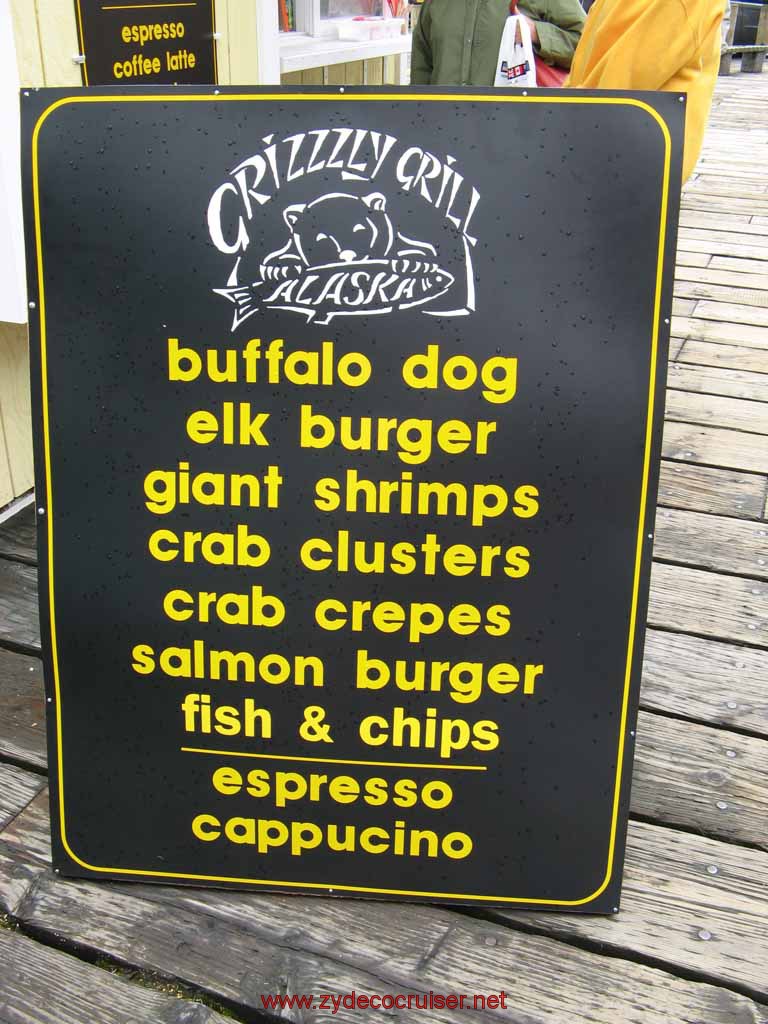 espresso
coffee latte
GRIZZZLY GRILL
ALASKA
buffalo dog
elk burger
giant shrimps
crab clusters
crab crepes
salmon burger
fish & chips
espresso
cappucino
www.zydecocruiser.net